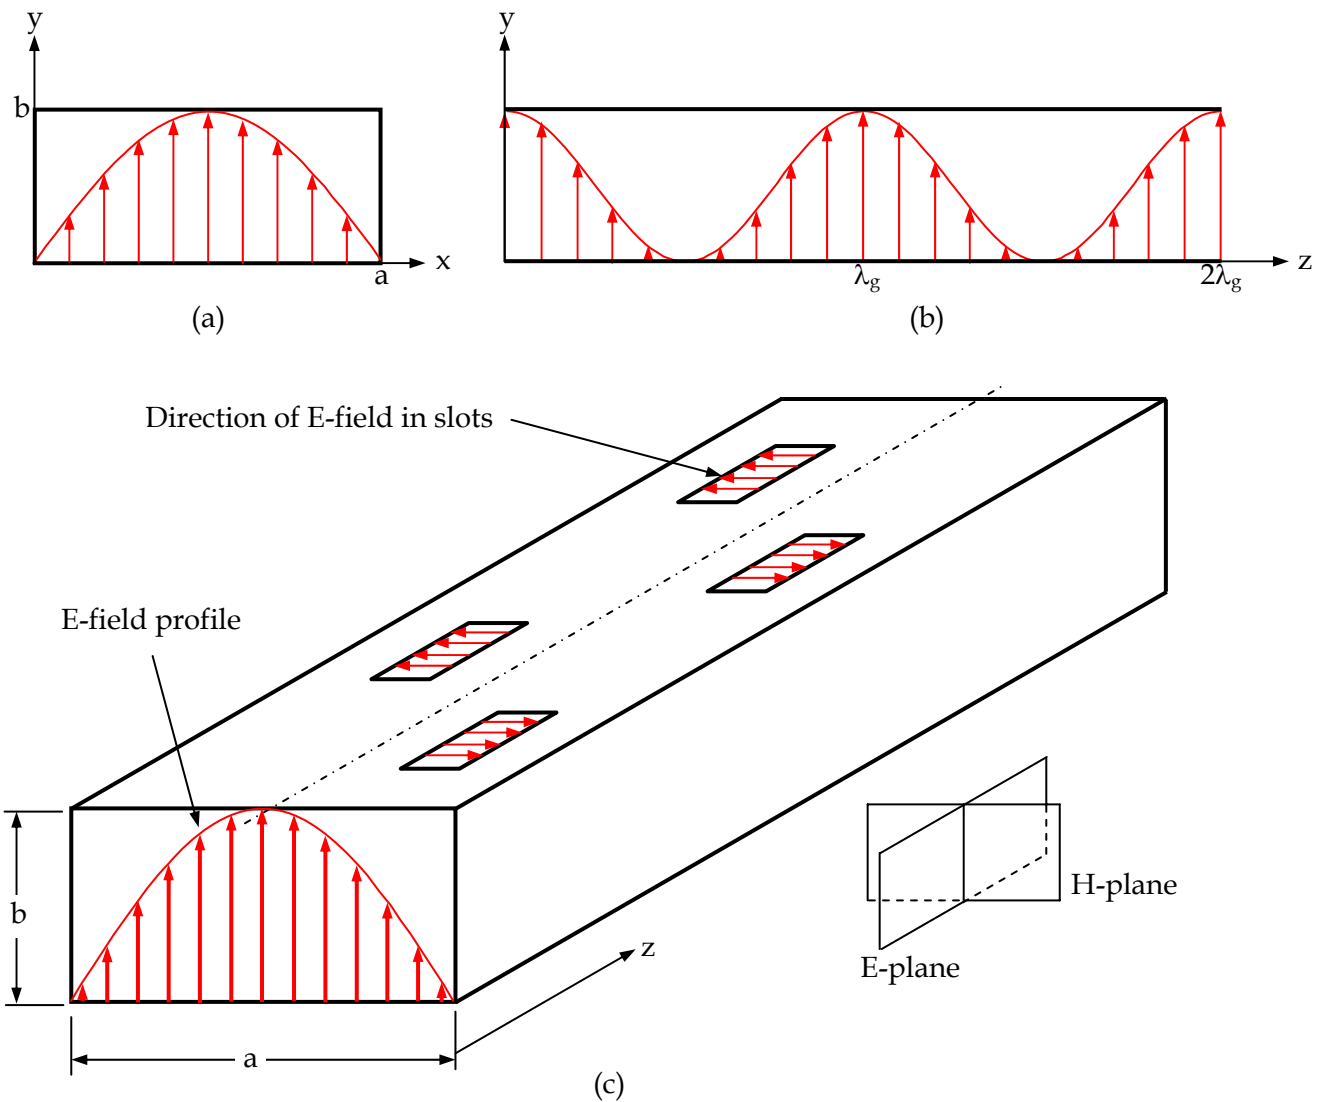 y
b
x
a
(a)
y
z
λg
2λg
(b)
Direction of E-field in slots
E-field profile
b
a
z
H-plane
E-plane
(c)